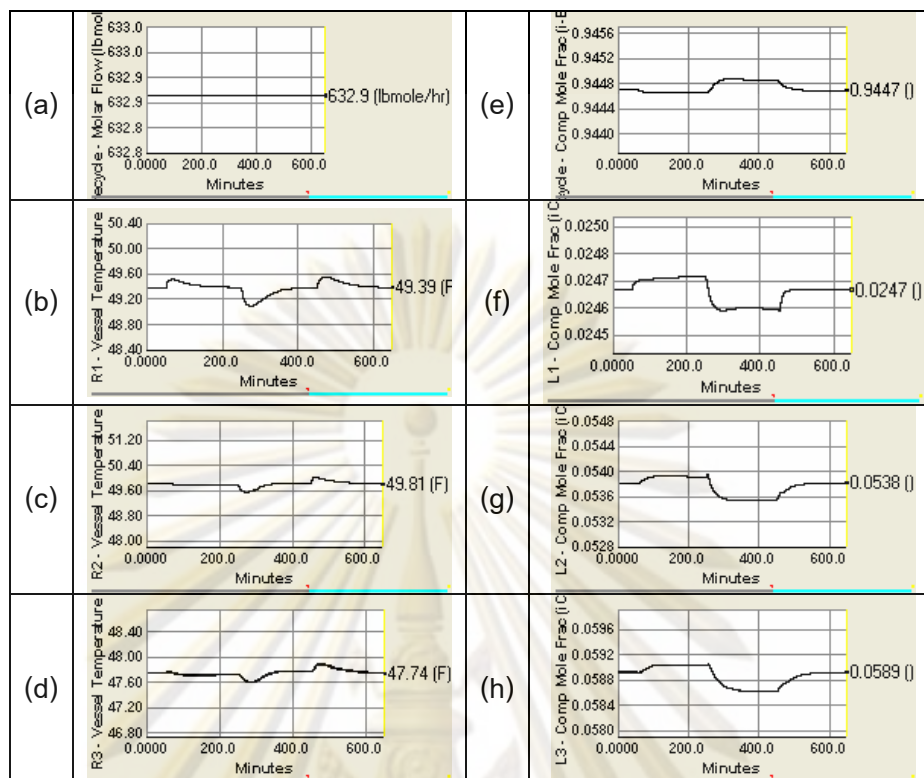 (a)
ecycle - Molar Flow (lbmol
633.0
633.0
632.9
632.9
632.8
632.8
0.0000 200.0 400.0 600.0
Minutes
632.9 (lbmole/hr)
(e)
ycle - Comp Mole Frac (i-B
0.9456
0.9452
0.9448
0.9444
0.9440
0.0000 200.0 400.0 600.0
Minutes
0.9447 ()
(b)
R1 - Vessel Temperature
50.40
50.00
49.60
49.20
48.80
48.40
0.0000 200.0 400.0 600.0
Minutes
49.39 (F
(f)
L1 - Comp Mole Frac (i C
0.0250
0.0248
0.0247
0.0246
0.0245
0.0000 200.0 400.0 600.0
Minutes
0.0247 ()
(c)
R2 - Vessel Temperature
51.20
50.40
49.60
48.80
48.00
0.0000 200.0 400.0 600.0
Minutes
49.81 (F)
(g)
L2 - Comp Mole Frac (i C
0.0548
0.0544
0.0540
0.0536
0.0532
0.0528
0.0000 200.0 400.0 600.0
Minutes
0.0538 ()
(d)
R3 - Vessel Temperature
48.40
48.00
47.60
47.20
46.80
0.0000 200.0 400.0 600.0
Minutes
47.74 (F)
(h)
L3 - Comp Mole Frac (i C
0.0596
0.0592
0.0588
0.0584
0.0580
0.0000 200.0 400.0 600.0
Minutes
0.0589 ()